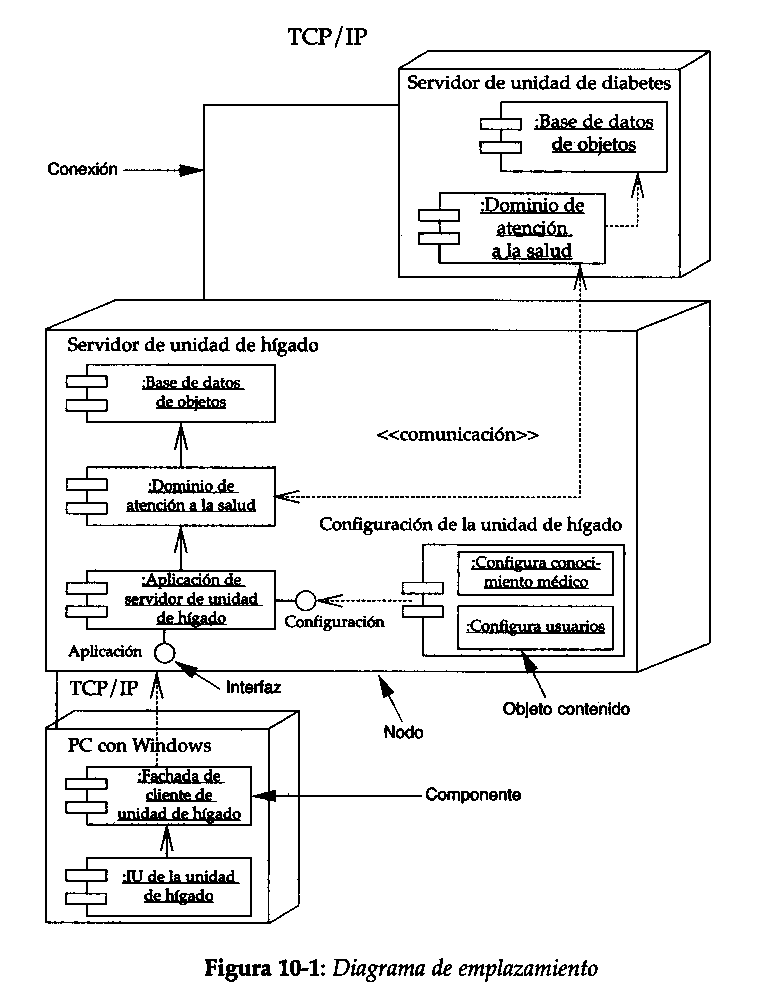 TCP/IP
Servidor de unidad de diabetes
:Base de datos
de objetos
Conexión
:Dominio de
atención
a la salud
Servidor de unidad de hígado
:Base de datos
de objetos
<<comunicación>>
:Dominio de
atención a la salud
Configuración de la unidad de hígado
:Configura conoci-
miento médico
:Aplicación de
servidor de unidad
de hígado
Configuración
:Configura usuarios
Aplicación
TCP/IP
Interfaz
Objeto contenido
Nodo
PC con Windows
:Fachada de
cliente de
unidad de hígado
Componente
:IU de la unidad
de hígado
Figura 10-1: Diagrama de emplazamiento